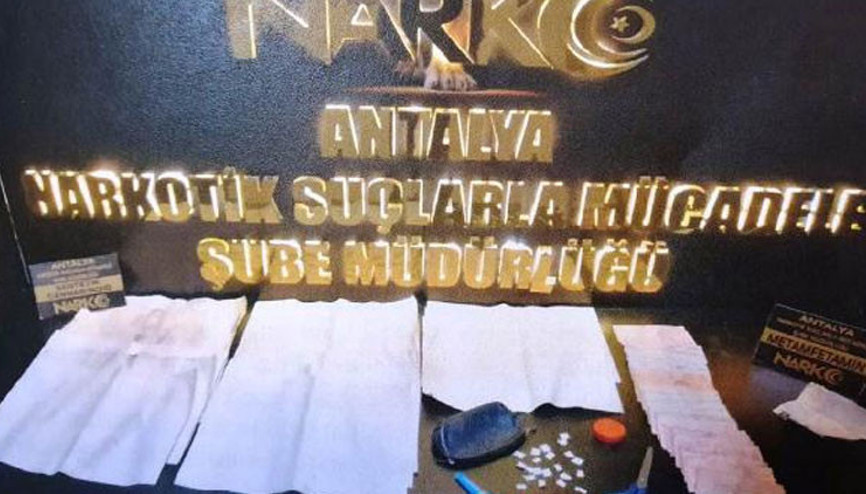 NARKO
ANTALYA
NARKOTİK SUÇLARLA MÜCADELE
ŞUBE MÜDÜRLÜĞÜ
ANTALYA
NARKO
ANTALYA
METAMFETAMİN
NARKO